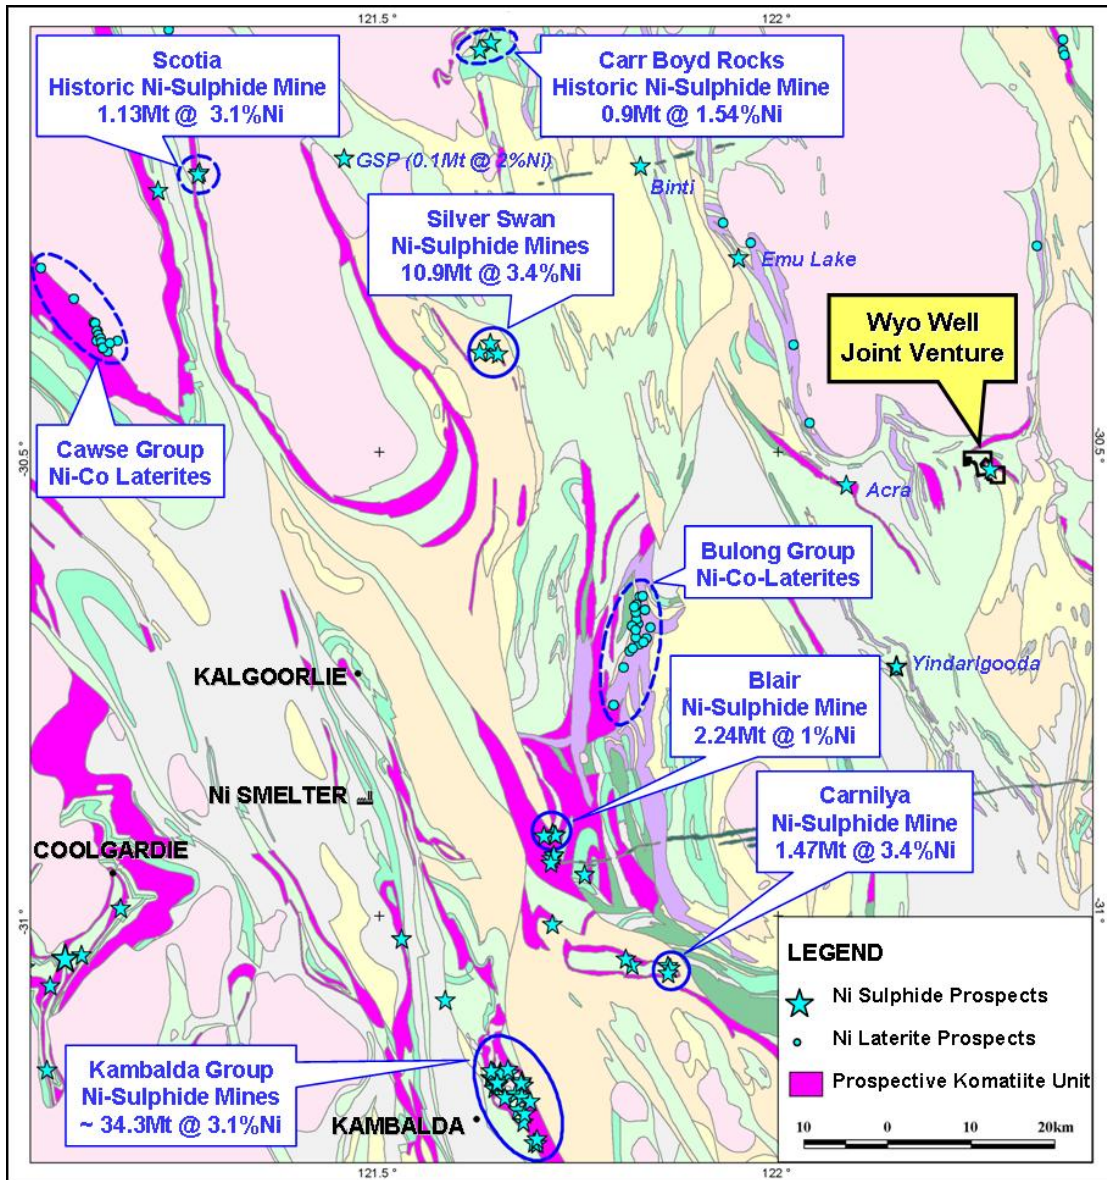 121.5°
122°
Scotia
Historic Ni-Sulphide Mine
1.13Mt @ 3.1%Ni
Carr Boyd Rocks
Historic Ni-Sulphide Mine
0.9Mt @ 1.54%Ni
GSP (0.1Mt @ 2%Ni)
Binti
Silver Swan
Ni-Sulphide Mines
10.9Mt @ 3.4%Ni
Emu Lake
Wyo Well
Joint Venture
Cawse Group
Ni-Co Laterites
-30.5°
-30.5°
Acra
Bulong Group
Ni-Co-Laterites
KALGOORLIE
Yindarlgooda
Blair
Ni-Sulphide Mine
2.24Mt @ 1%Ni
Ni SMELTER
Carnilya
Ni-Sulphide Mine
1.47Mt @ 3.4%Ni
COOLGARDIE
-31°
-31°
LEGEND
Ni Sulphide Prospects
Ni Laterite Prospects
Prospective Komatiite Unit
10 0 10 20km
Kambalda Group
Ni-Sulphide Mines
~ 34.3Mt @ 3.1%Ni
KAMBALDA
121.5°
122°